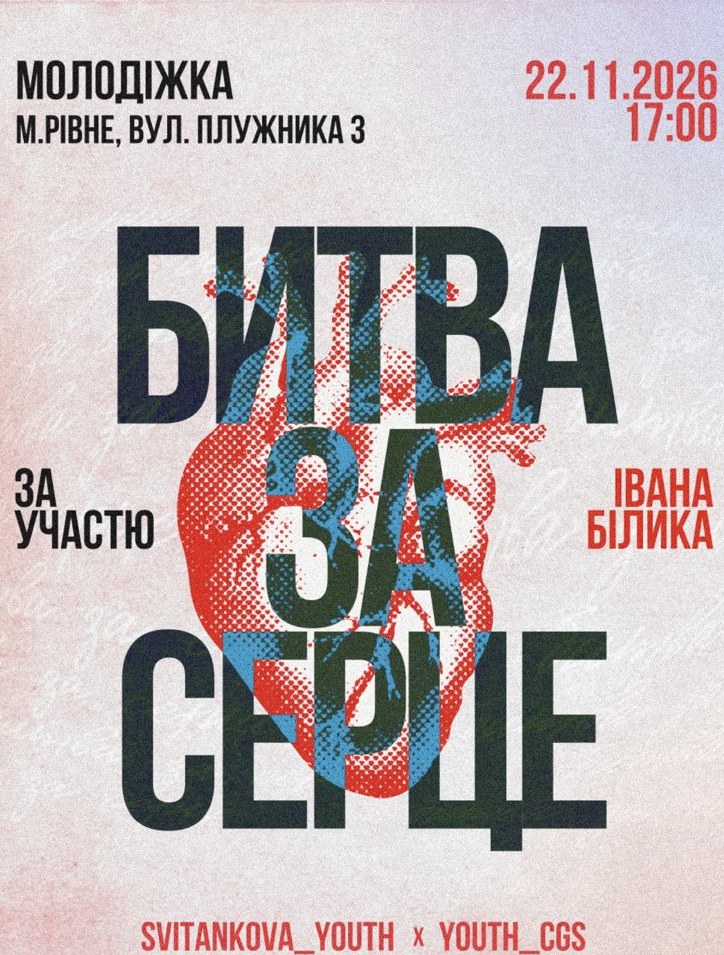 МОЛОДІЖКА
М.РІВНЕ, ВУЛ. ПЛУЖНИКА 3
22.11.2026
17:00
БИТВА
ЗА
СЕРЦЕ
ЗА
УЧАСТЮ
ІВАНА
БІЛИКА
SVITANKOVA_YOUTH x YOUTH_CGS